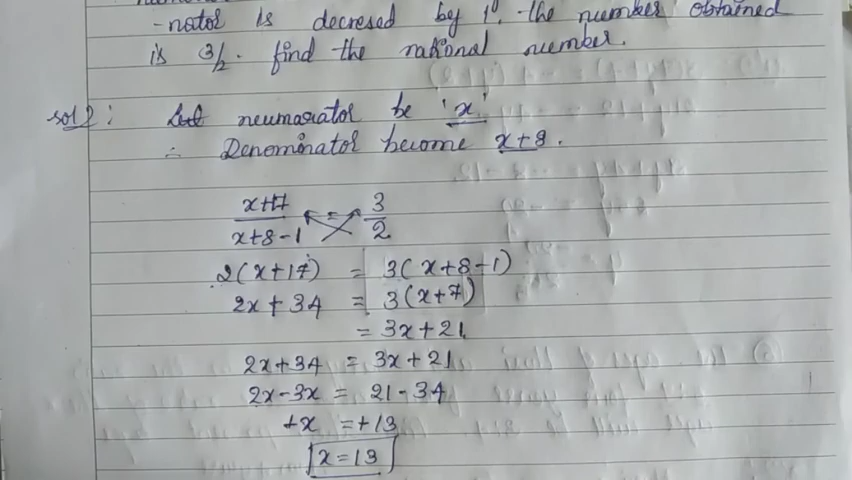 -nator is decresed by 1. the number obtained
is 3/2. find the rational number.
sol2: Let neumarator be 'x'
∴ Denominator become x+8.
x+17/x+8-1 = 3/2
2(x+17) = 3(x+8-1)
2x+34 = 3(x+7)
= 3x+21
2x+34 = 3x+21
2x-3x = 21-34
+x = +13
x=13